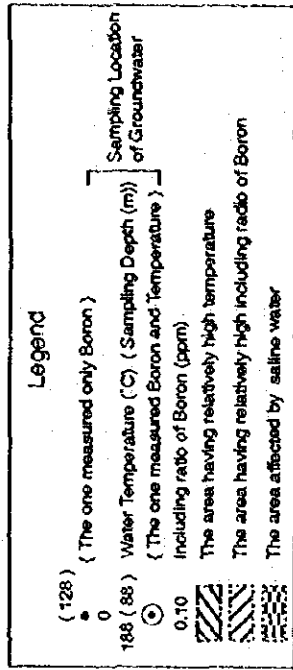 Legend
(128)
{ The one measured only Boron }
0
188 (88) Water Temperature (°C) ( Sampling Depth (m))
{ The one measured Boron and Temperature }
0.10 Including ratio of Boron (ppm)
Sampling Location
of Groundwater
The area having relatively high temperature
The area having relatively high including radio of Boron
The area affected by saline water